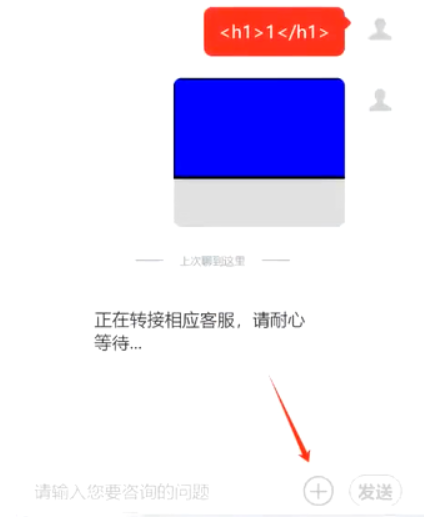 <h1>1</h1>
上次聊到这里
正在转接相应客服，请耐心
等待...
请输入您要咨询的问题
发送